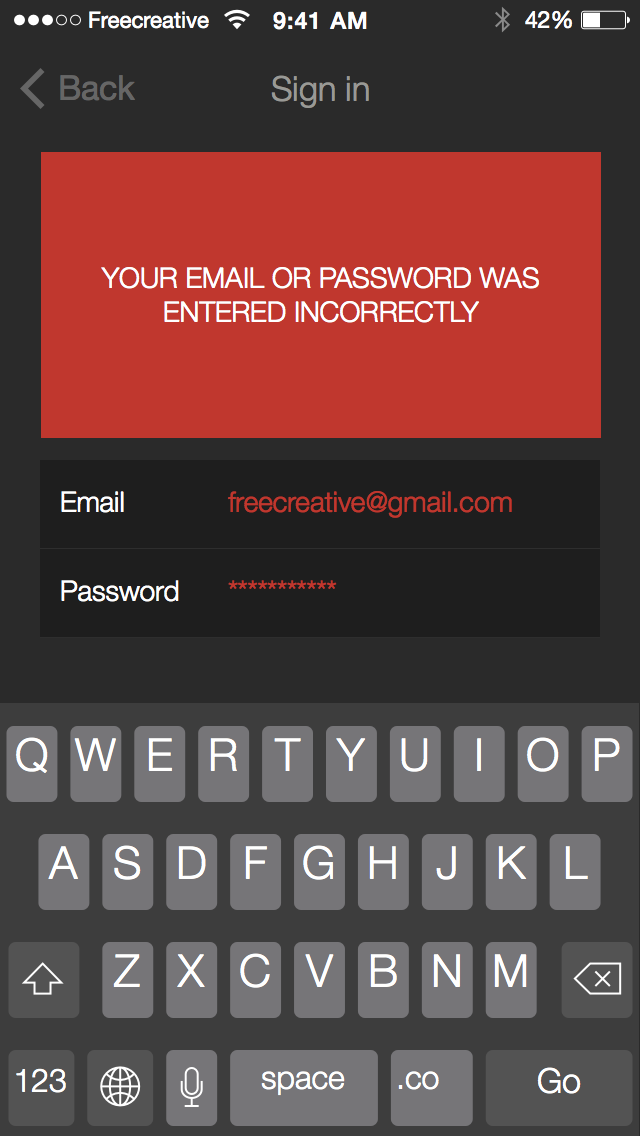 Freecreative 9:41 AM 42%
Back Sign in
YOUR EMAIL OR PASSWORD WAS
ENTERED INCORRECTLY
Email freecreative@gmail.com
Password ***********
Q W E R T Y U I O P
A S D F G H J K L
Z X C V B N M
123 space .co Go